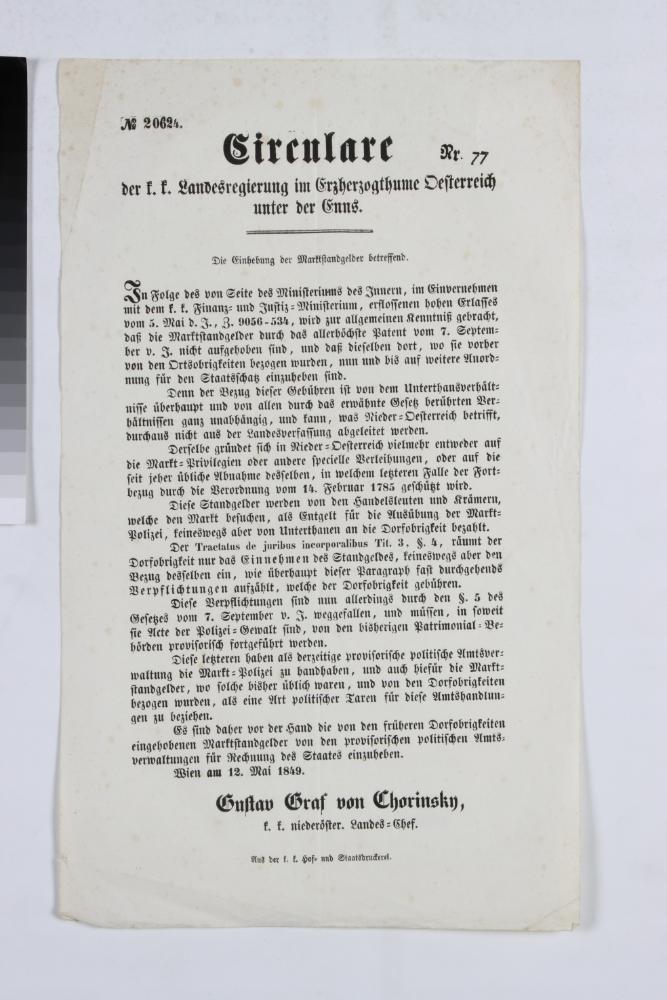 № 20624.
Circulare Nr. 77
der k. k. Landesregierung im Erzherzogthume Oesterreich
unter der Enns.
Die Einhebung der Marktstandgelder betreffend.
In Folge des von Seite des Ministeriums des Innern, im Einvernehmen
mit dem k. k. Finanz- und Justiz-Ministerium, erflossenen hohen Erlasses
vom 5. Mai d. J., Z. 9056-534, wird zur allgemeinen Kenntniß gebracht,
daß die Marktstandgelder durch das allerhöchste Patent vom 7. Septem-
ber v. J. nicht aufgehoben sind, und daß dieselben dort, wo sie vorher
von den Ortsobrigkeiten bezogen wurden, nun und bis auf weitere Anord-
nung für den Staatsschatz einzuheben sind.
Denn der Bezug dieser Gebühren ist von dem Unterthansverhält-
nisse überhaupt und von allen durch das erwähnte Gesetz berührten Ver-
hältnissen ganz unabhängig, und kann, was Nieder-Oesterreich betrifft,
durchaus nicht aus der Landesverfassung abgeleitet werden.
Derselbe gründet sich in Nieder-Oesterreich vielmehr entweder auf
die Markt-Privilegien oder andere specielle Verleihungen, oder auf die
seit jeher übliche Abnahme desselben, in welchem letzteren Falle der Fort-
bezug durch die Verordnung vom 14. Februar 1785 geschützt wird.
Diese Standgelder werden von den Handelsleuten und Krämern,
welche den Markt besuchen, als Entgelt für die Ausübung der Markt-
Polizei, keineswegs aber von Unterthanen an die Dorfobrigkeit bezahlt.
Der Tractatus de juribus incorporalibus Tit. 3, §. 4, räumt der
Dorfobrigkeit nur das Einnehmen des Standgeldes, keineswegs aber den
Bezug desselben ein, wie überhaupt dieser Paragraph fast durchgehends
Verpflichtungen aufzählt, welche der Dorfobrigkeit gebühren.
Diese Verpflichtungen sind nun allerdings durch den §. 5 des
Gesetzes vom 7. September v. J. weggefallen, und müssen, in soweit
sie Acte der Polizei-Gewalt sind, von den bisherigen Patrimonial-Be-
hörden provisorisch fortgeführt werden.
Diese letzteren haben als derzeitige provisorische politische Amtsver-
waltung die Markt-Polizei zu handhaben, und auch hiefür die Markt-
standgelder, wo solche bisher üblich waren, und von den Dorfobrigkeiten
bezogen wurden, als eine Art politischer Taxen für diese Amtshandlun-
gen zu beziehen.
Es sind daher vor der Hand die von den früheren Dorfobrigkeiten
eingehobenen Marktstandgelder von den provisorischen politischen Amts-
verwaltungen für Rechnung des Staates einzuheben.
Wien am 12. Mai 1849.
Gustav Graf von Chorinsky,
k. k. niederöster. Landes-Chef.
Aus der k. k. Hof- und Staatsdruckerei.